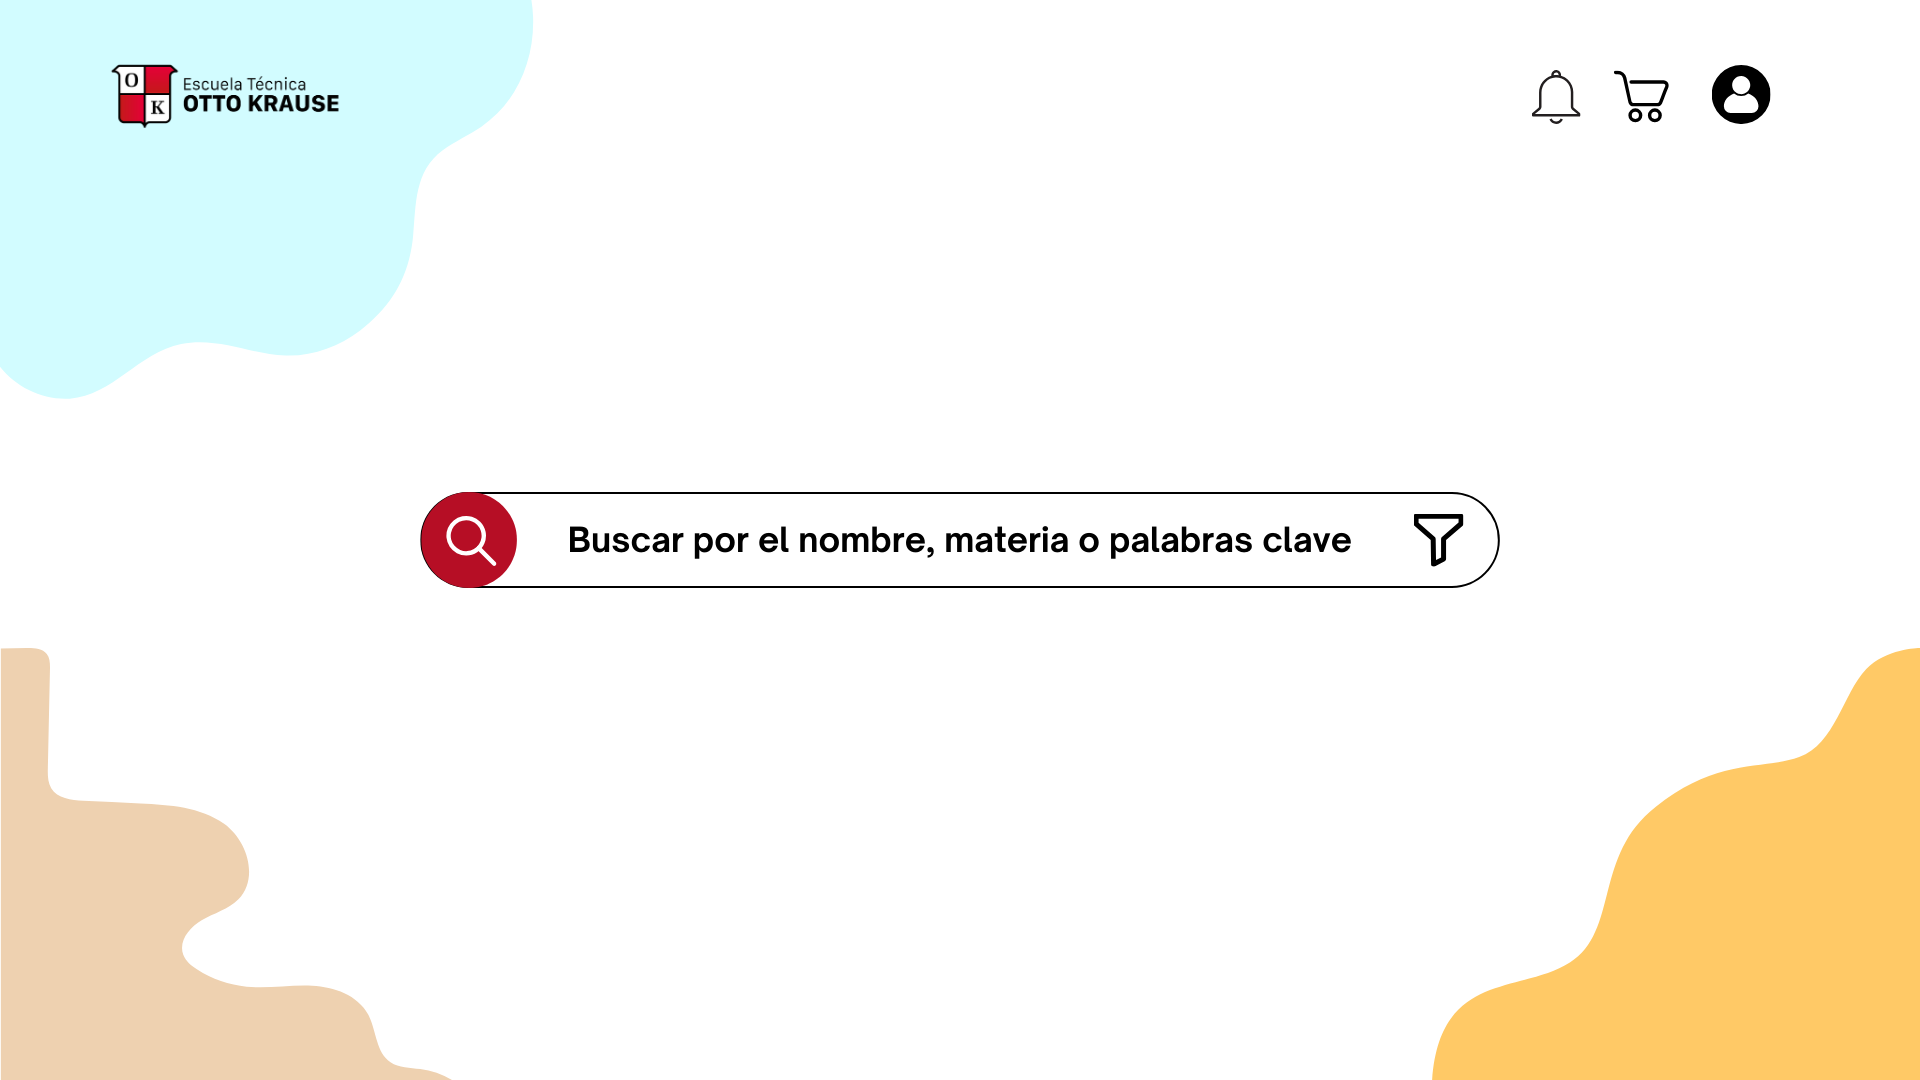 O
K
Escuela Técnica
OTTO KRAUSE
Buscar por el nombre, materia o palabras clave